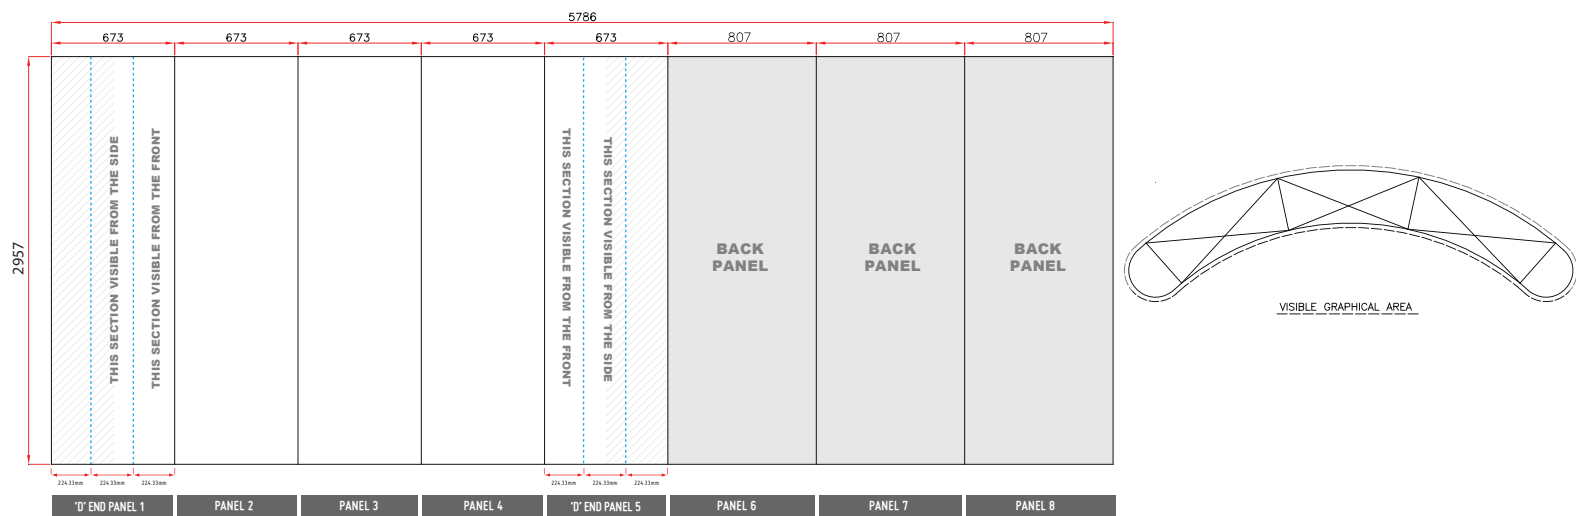 5786
673 673 673 673 673 807 807 807
2957
THIS SECTION VISIBLE FROM THE SIDE
THIS SECTION VISIBLE FROM THE FRONT
THIS SECTION VISIBLE FROM THE FRONT
THIS SECTION VISIBLE FROM THE SIDE
BACK
PANEL
BACK
PANEL
BACK
PANEL
VISIBLE GRAPHICAL AREA
224.33mm 224.33mm 224.33mm 224.33mm 224.33mm 224.33mm
'D' END PANEL 1 PANEL 2 PANEL 3 PANEL 4 'D' END PANEL 5 PANEL 6 PANEL 7 PANEL 8